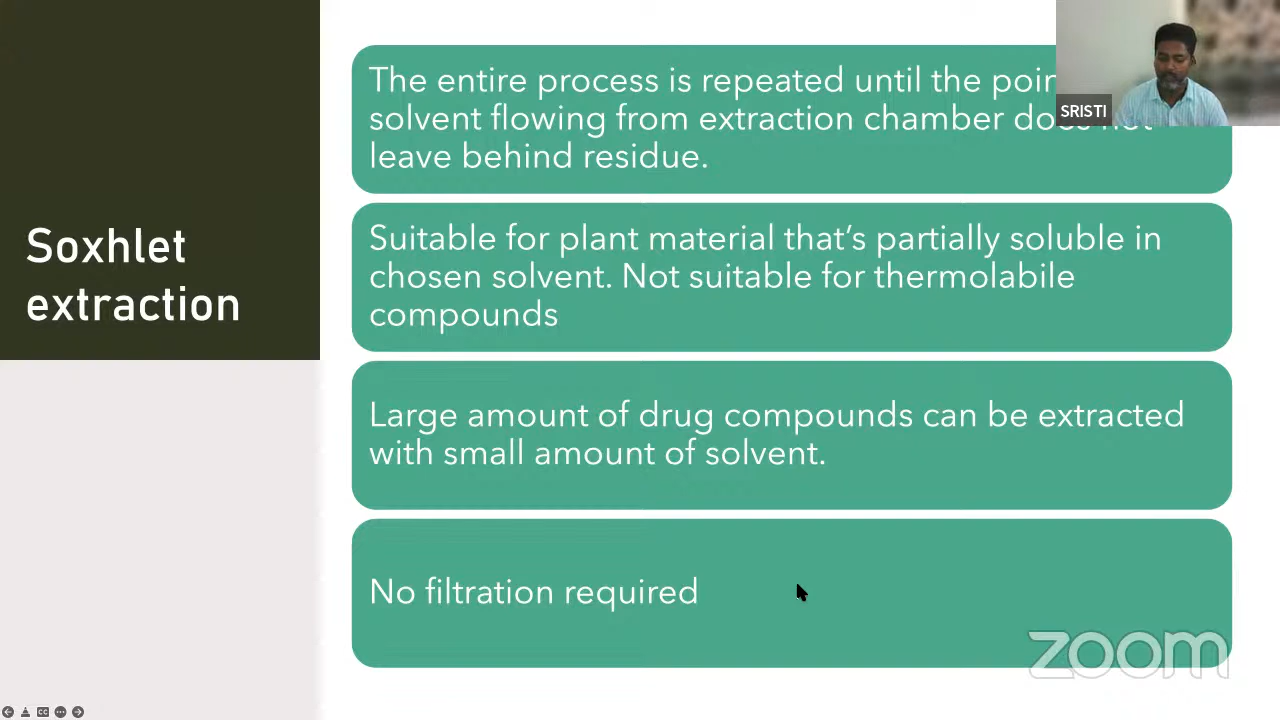 Soxhlet
extraction
The entire process is repeated until the
solvent flowing from extraction chamber does not
leave behind residue.
Suitable for plant material that's partially soluble in
chosen solvent. Not suitable for thermolabile
compounds
Large amount of drug compounds can be extracted
with small amount of solvent.
No filtration required
SRISTI
zoom